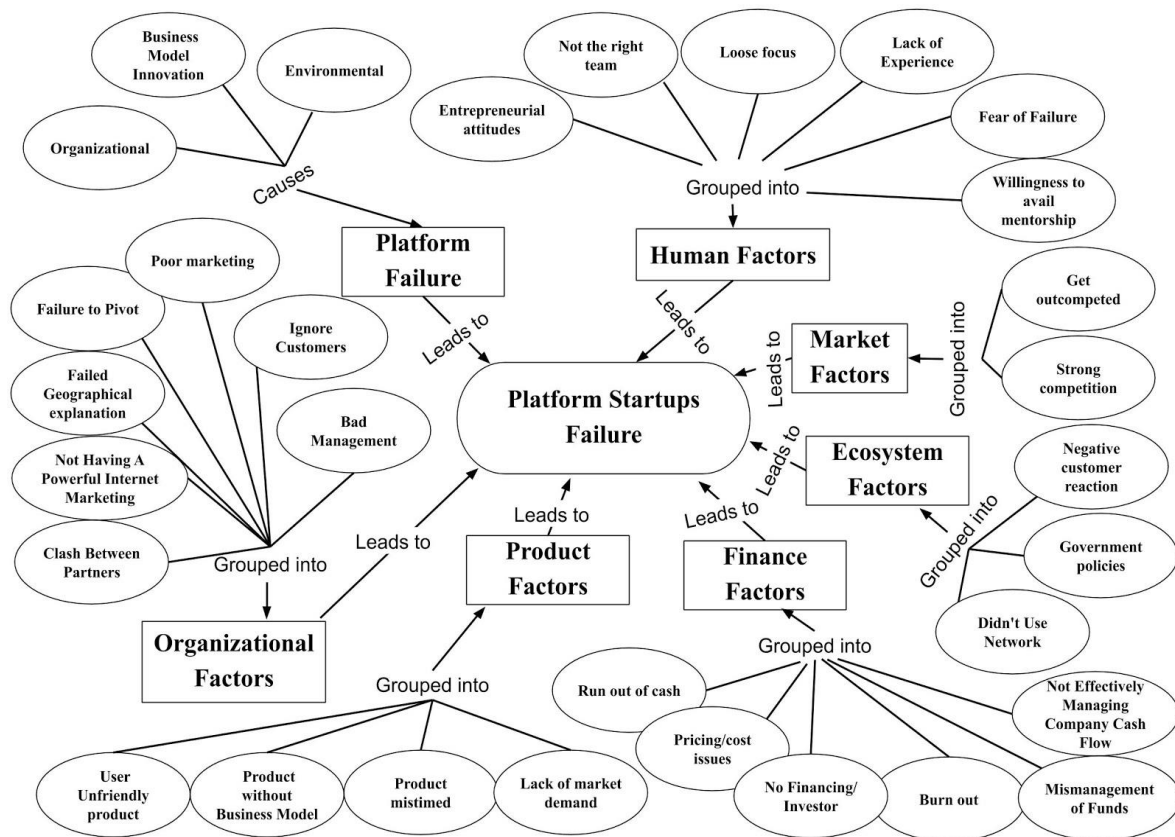 Business
Model
Innovation
Environmental
Organizational
Causes
Platform
Failure
Leads to
Not the right
team
Loose focus
Lack of
Experience
Entrepreneurial
attitudes
Fear of Failure
Willingness to
avail
mentorship
Grouped into
Human Factors
Leads to
Get
outcompeted
Strong
competition
Grouped into
Market
Factors
Leads to
Poor marketing
Failure to Pivot
Ignore
Customers
Failed
Geographical
explanation
Bad
Management
Not Having A
Powerful Internet
Marketing
Clash Between
Partners
Grouped into
Organizational
Factors
Leads to
Platform Startups
Failure
Negative
customer
reaction
Government
policies
Didn't Use
Network
Grouped into
Ecosystem
Factors
Leads to
Leads to
Product
Factors
Grouped into
User
Unfriendly
product
Product
without
Business Model
Product
mistimed
Lack of market
demand
Leads to
Finance
Factors
Grouped into
Run out of cash
Pricing/cost
issues
No Financing/
Investor
Burn out
Mismanagement
of Funds
Not Effectively
Managing
Company Cash
Flow